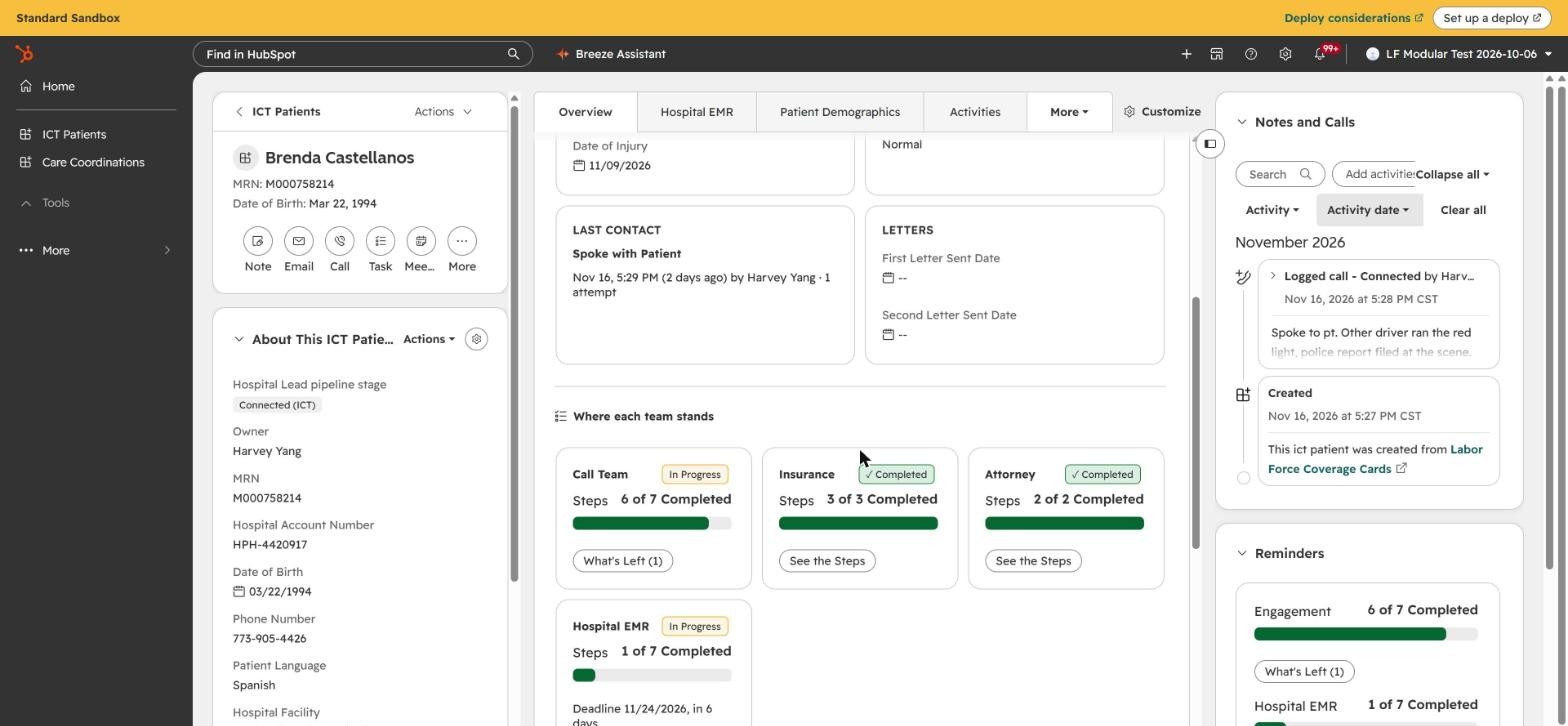 Standard Sandbox
Deploy considerations
Set up a deploy
Find in HubSpot
Breeze Assistant
99+
LF Modular Test 2026-10-06
Home
ICT Patients
Care Coordinations
Tools
More
ICT Patients
Actions
Brenda Castellanos
MRN: M000758214
Date of Birth: Mar 22, 1994
Note Email Call Task Mee... More
About This ICT Patie... Actions
Hospital Lead pipeline stage
Connected (ICT)
Owner
Harvey Yang
MRN
M000758214
Hospital Account Number
HPH-4420917
Date of Birth
03/22/1994
Phone Number
773-905-4426
Patient Language
Spanish
Hospital Facility
Overview Hospital EMR Patient Demographics Activities More Customize
Date of Injury
11/09/2026
Normal
LAST CONTACT
Spoke with Patient
Nov 16, 5:29 PM (2 days ago) by Harvey Yang · 1
attempt
LETTERS
First Letter Sent Date
--
Second Letter Sent Date
--
Where each team stands
Call Team In Progress
Steps 6 of 7 Completed
What's Left (1)
Insurance ✓ Completed
Steps 3 of 3 Completed
See the Steps
Attorney ✓ Completed
Steps 2 of 2 Completed
See the Steps
Hospital EMR In Progress
Steps 1 of 7 Completed
Deadline 11/24/2026, in 6
days
Notes and Calls
Search
Add activitie
Collapse all
Activity Activity date Clear all
November 2026
Logged call - Connected by Harv...
Nov 16, 2026 at 5:28 PM CST
Spoke to pt. Other driver ran the red
light, police report filed at the scene.
Created
Nov 16, 2026 at 5:27 PM CST
This ict patient was created from Labor
Force Coverage Cards
Reminders
Engagement 6 of 7 Completed
What's Left (1)
Hospital EMR 1 of 7 Completed